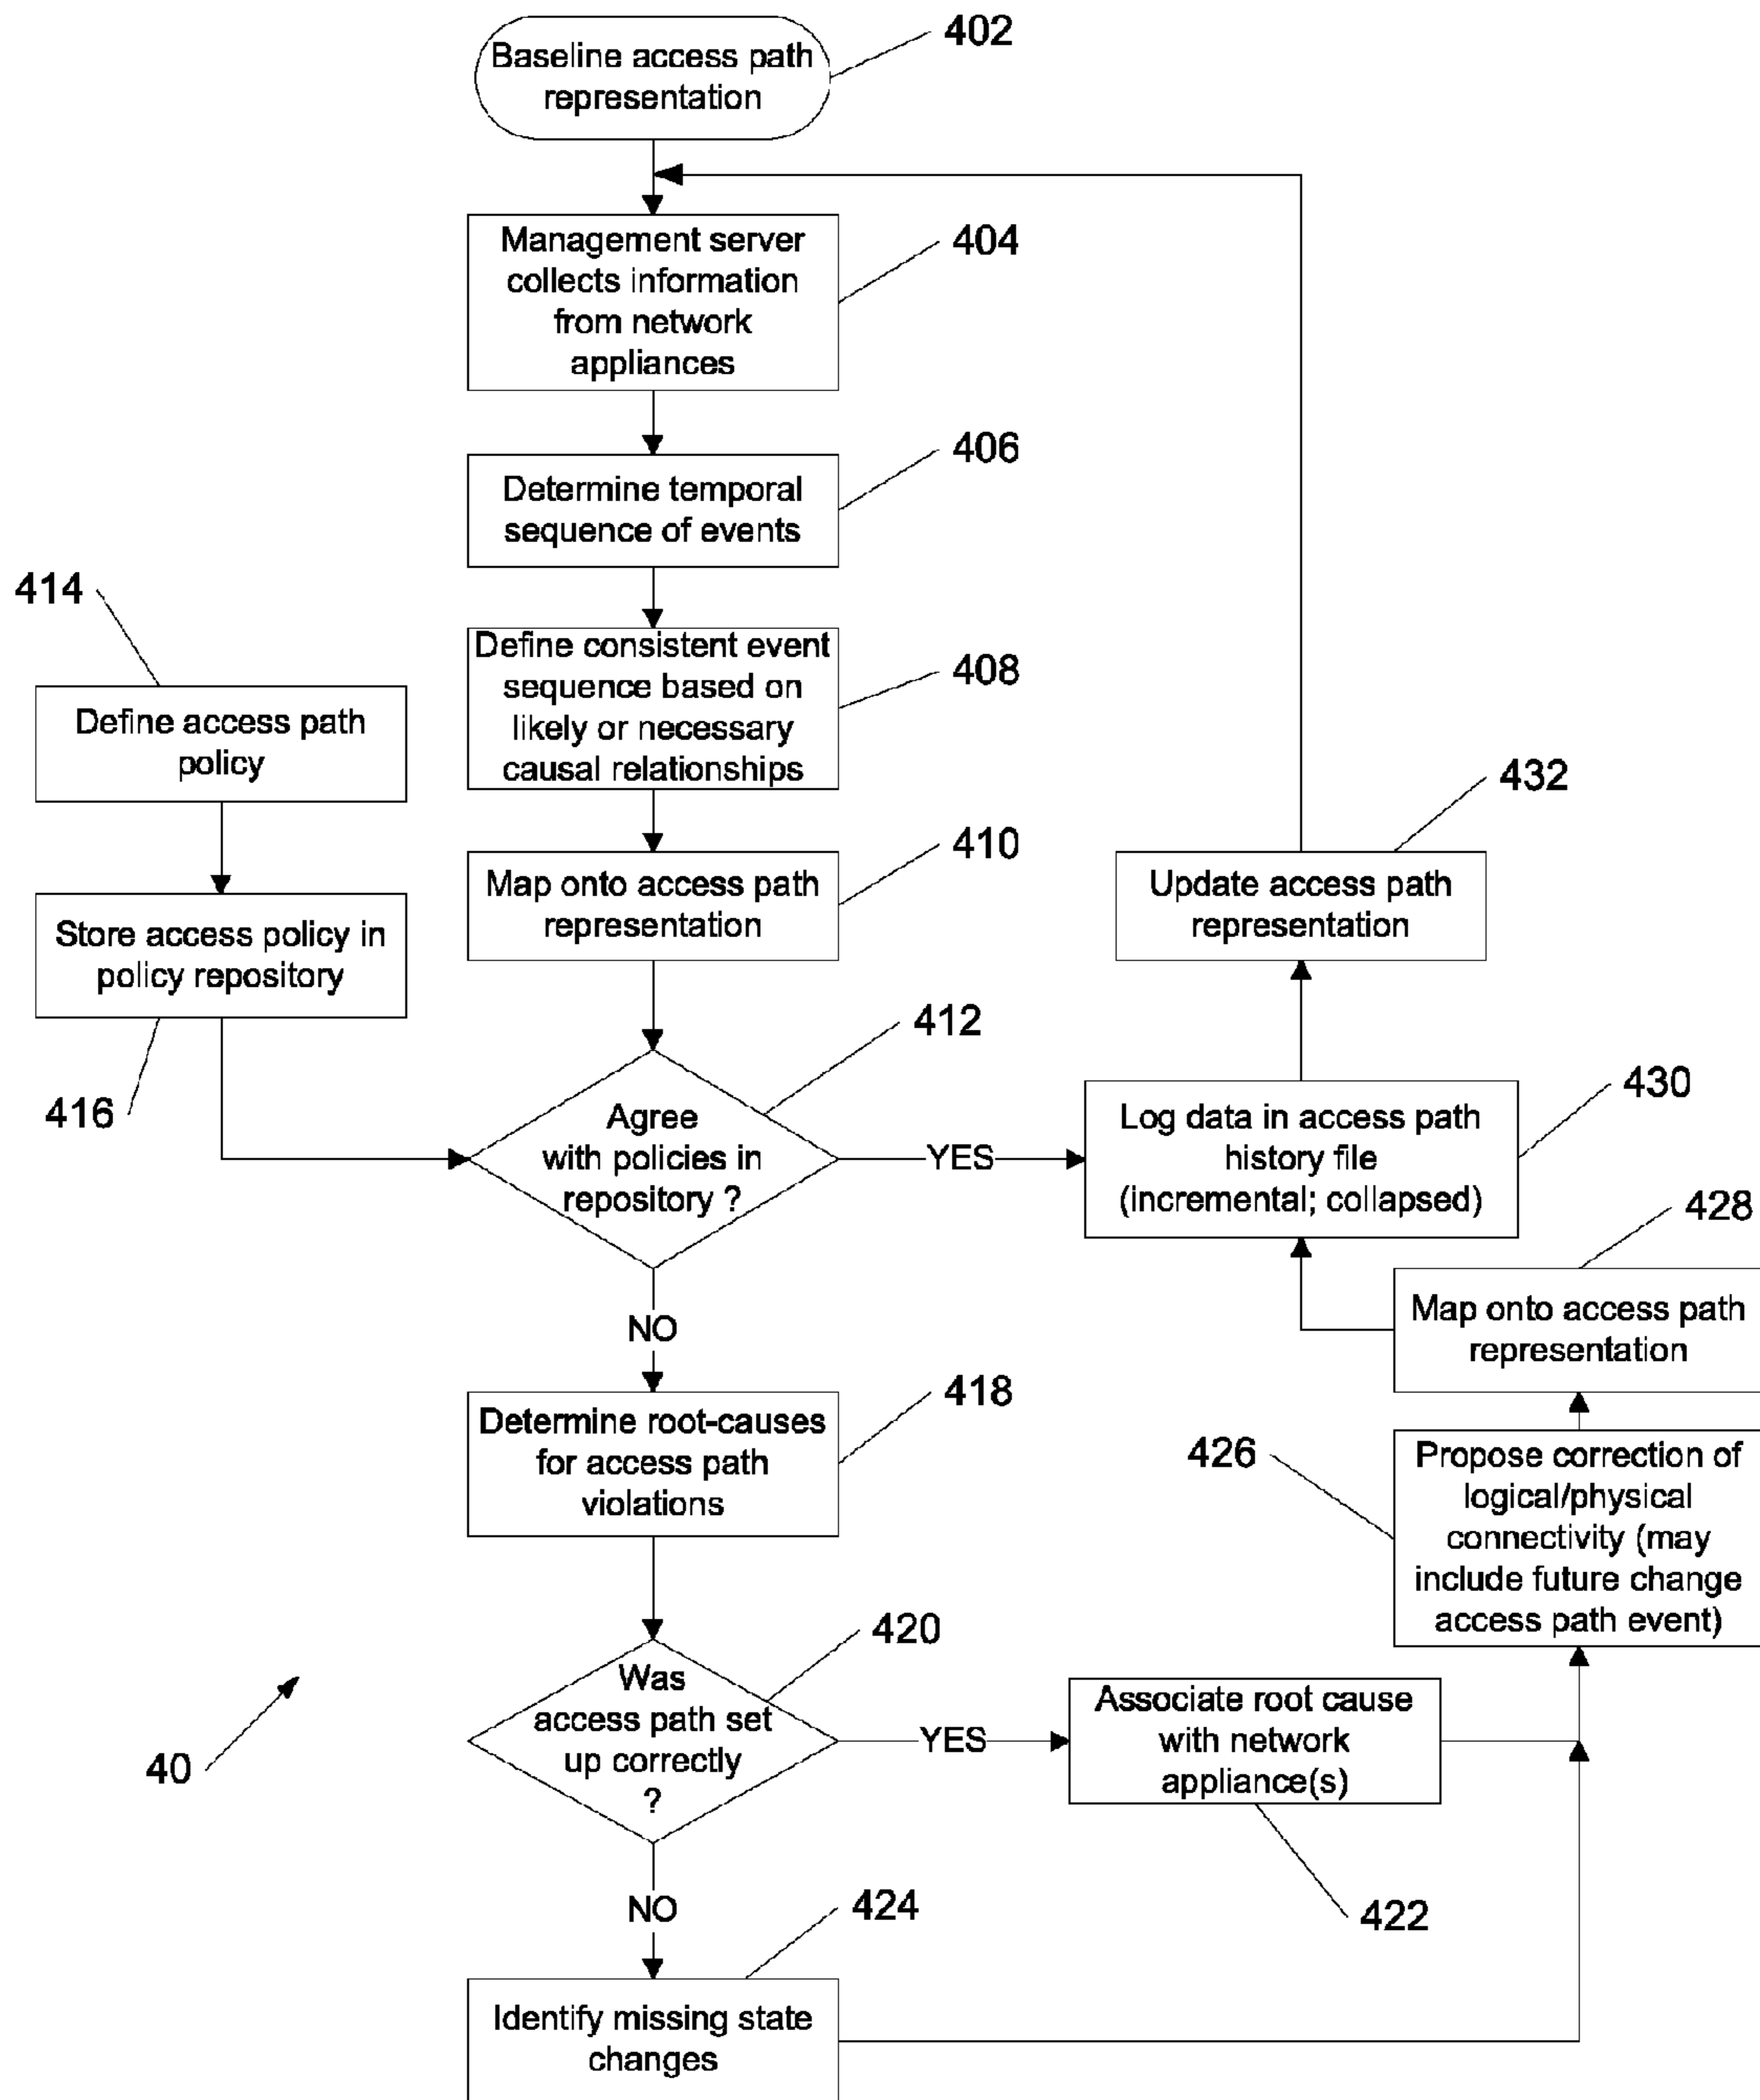 Baseline access path
representation
402
Management server
collects information
from network
appliances
404
Determine temporal
sequence of events
406
Define consistent event
sequence based on
likely or necessary
causal relationships
408
414
Define access path
policy
Store access policy in
policy repository
416
Map onto access path
representation
410
432
Update access path
representation
Agree
with policies in
repository ?
412
YES
Log data in access path
history file
(incremental; collapsed)
430
428
Map onto access path
representation
NO
Determine root-causes
for access path
violations
418
426
Propose correction of
logical/physical
connectivity (may
include future change
access path event)
Was
access path set
up correctly
?
420
YES
Associate root cause
with network
appliance(s)
422
40
NO
424
Identify missing state
changes